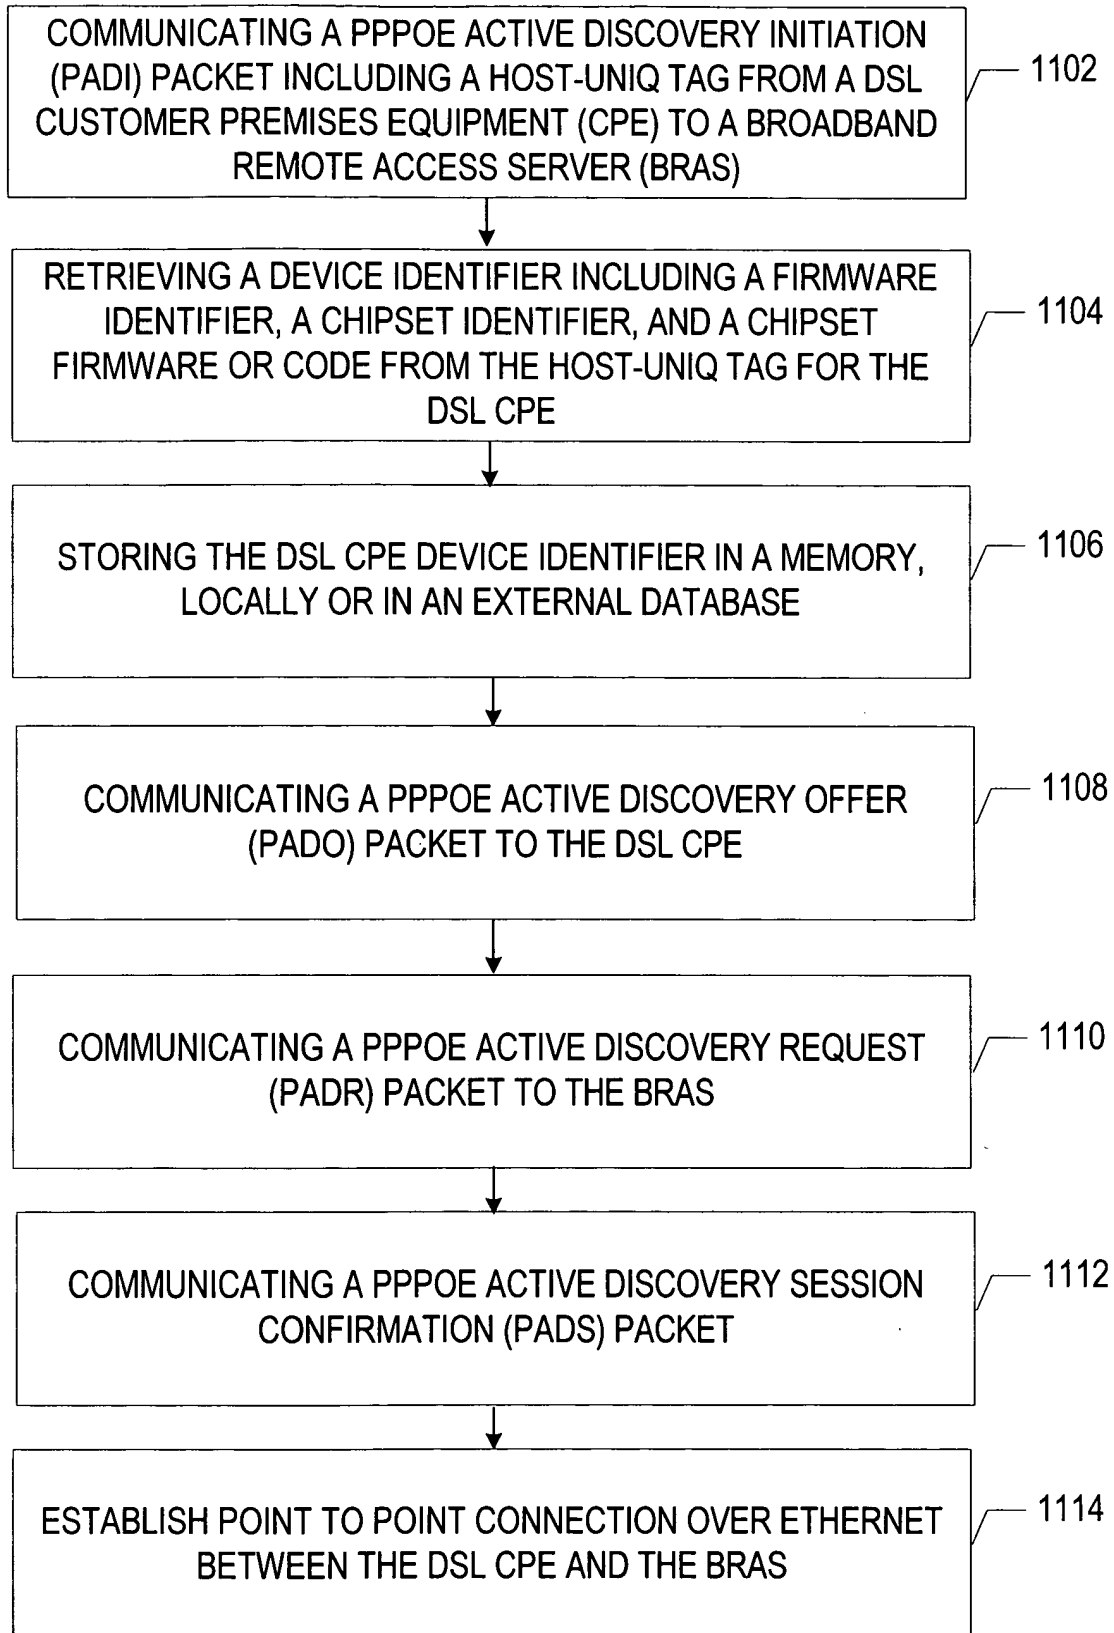 COMMUNICATING A PPPOE ACTIVE DISCOVERY INITIATION
(PADI) PACKET INCLUDING A HOST-UNIQ TAG FROM A DSL
CUSTOMER PREMISES EQUIPMENT (CPE) TO A BROADBAND
REMOTE ACCESS SERVER (BRAS)
1102
RETRIEVING A DEVICE IDENTIFIER INCLUDING A FIRMWARE
IDENTIFIER, A CHIPSET IDENTIFIER, AND A CHIPSET
FIRMWARE OR CODE FROM THE HOST-UNIQ TAG FOR THE
DSL CPE
1104
STORING THE DSL CPE DEVICE IDENTIFIER IN A MEMORY,
LOCALLY OR IN AN EXTERNAL DATABASE
1106
COMMUNICATING A PPPOE ACTIVE DISCOVERY OFFER
(PADO) PACKET TO THE DSL CPE
1108
COMMUNICATING A PPPOE ACTIVE DISCOVERY REQUEST
(PADR) PACKET TO THE BRAS
1110
COMMUNICATING A PPPOE ACTIVE DISCOVERY SESSION
CONFIRMATION (PADS) PACKET
1112
ESTABLISH POINT TO POINT CONNECTION OVER ETHERNET
BETWEEN THE DSL CPE AND THE BRAS
1114